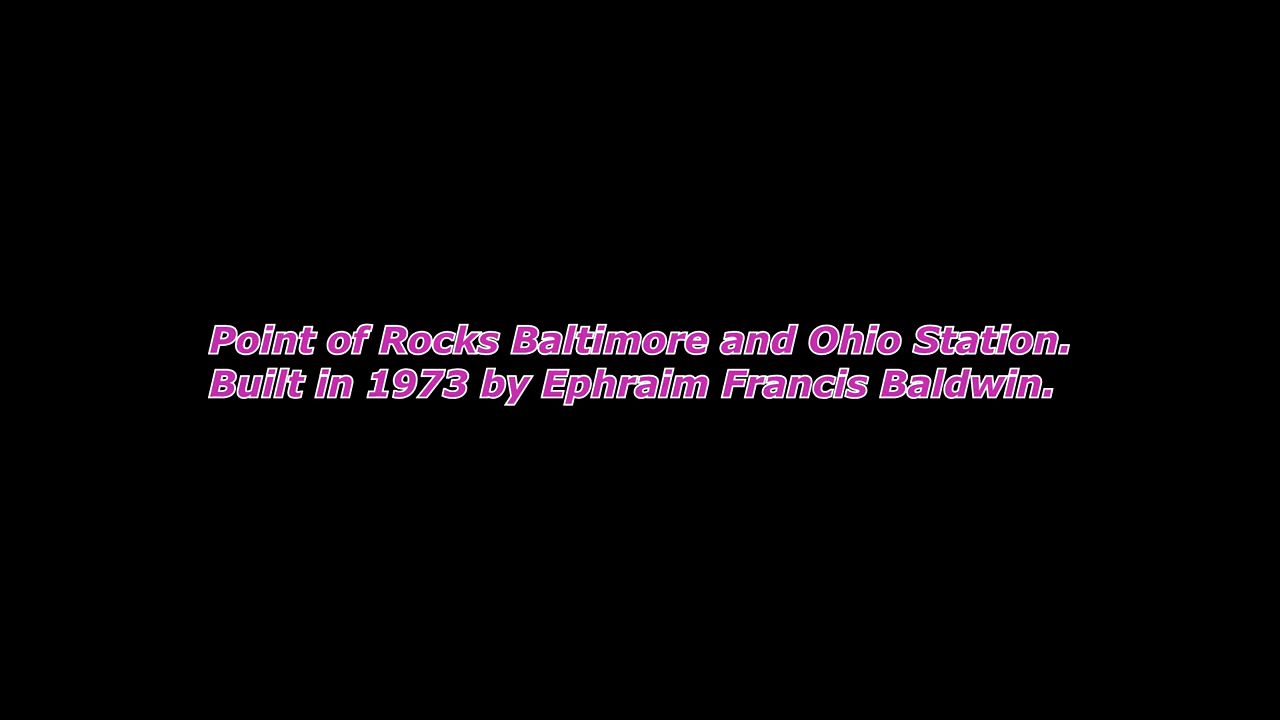 Point of Rocks Baltimore and Ohio Station.
Built in 1973 by Ephraim Francis Baldwin.